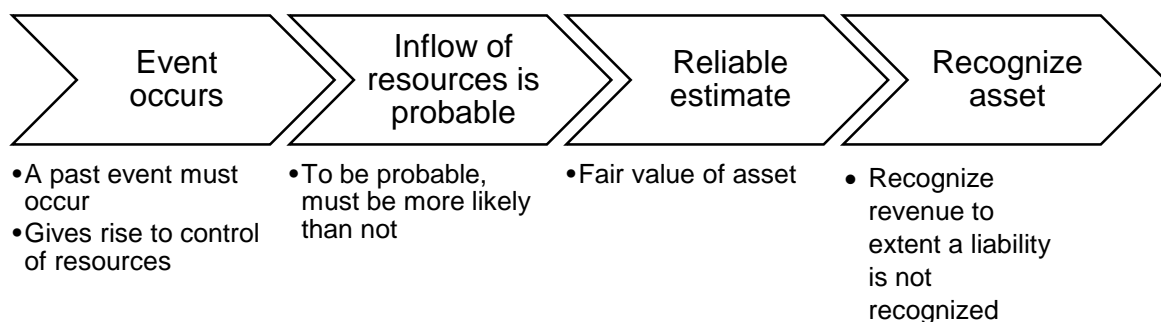 Event
occurs
Inflow of
resources is
probable
Reliable
estimate
Recognize
asset
•A past event must
occur
•Gives rise to control
of resources
•To be probable,
must be more likely
than not
•Fair value of asset
• Recognize
revenue to
extent a liability
is not
recognized